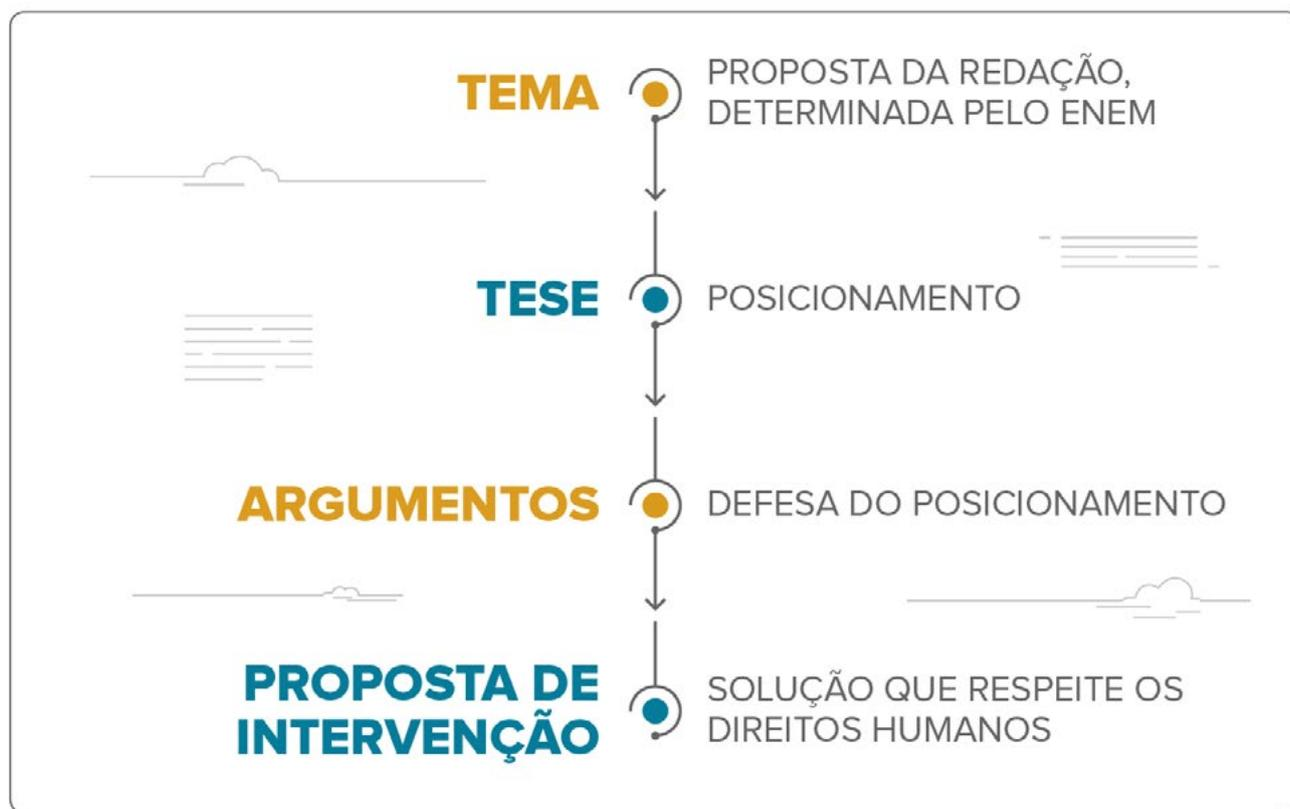 TEMA
PROPOSTA DA REDAÇÃO,
DETERMINADA PELO ENEM
TESE
POSICIONAMENTO
ARGUMENTOS
DEFESA DO POSICIONAMENTO
PROPOSTA DE
INTERVENÇÃO
SOLUÇÃO QUE RESPEITE OS
DIREITOS HUMANOS